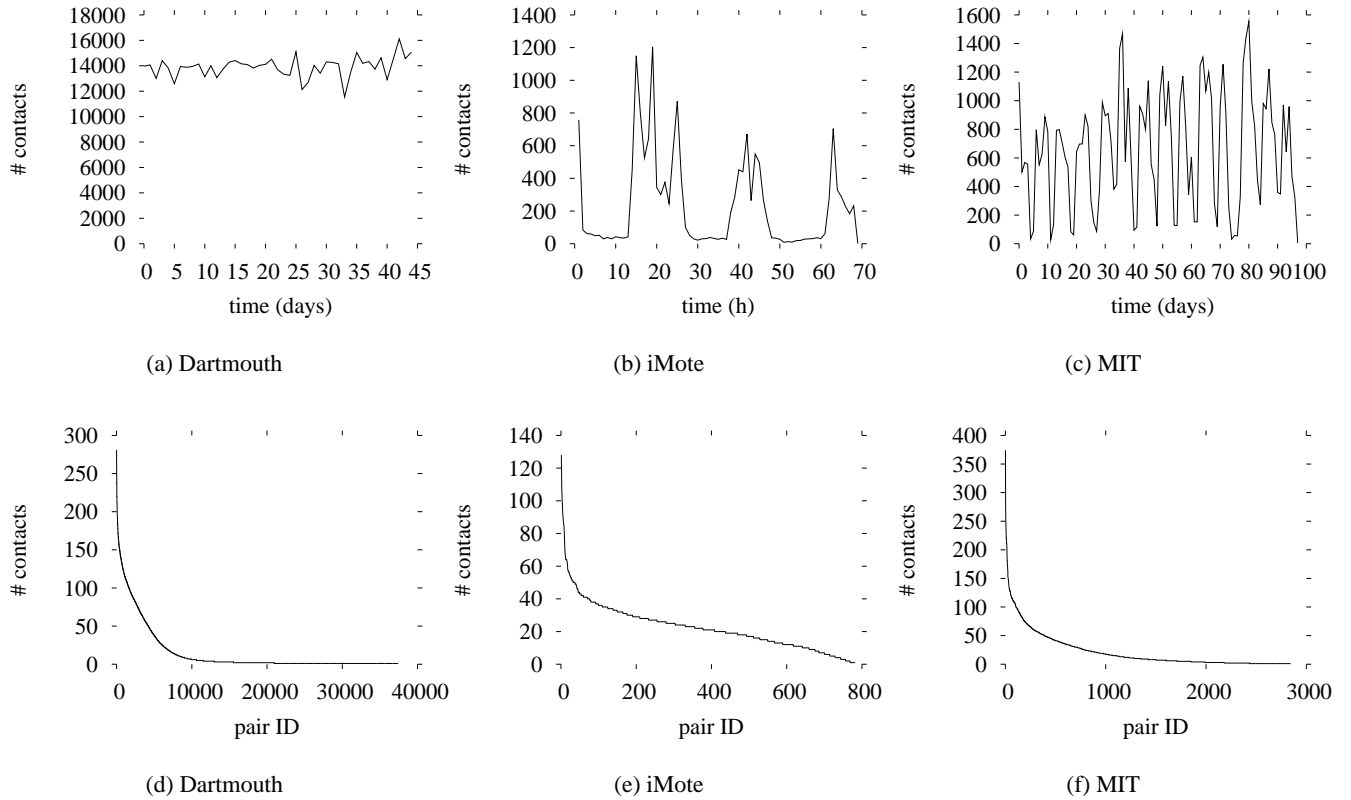 18000
16000
14000
12000
10000
8000
6000
4000
2000
0
# contacts
0 5 10 15 20 25 30 35 40 45
time (days)
(a) Dartmouth
1400
1200
1000
800
600
400
200
0
# contacts
0 10 20 30 40 50 60 70
time (h)
(b) iMote
1600
1400
1200
1000
800
600
400
200
0
# contacts
0 10 20 30 40 50 60 70 80 90 100
time (days)
(c) MIT
300
250
200
150
100
50
0
# contacts
0 10000 20000 30000 40000
pair ID
(d) Dartmouth
140
120
100
80
60
40
20
0
# contacts
0 200 400 600 800
pair ID
(e) iMote
400
350
300
250
200
150
100
50
0
# contacts
0 1000 2000 3000
pair ID
(f) MIT